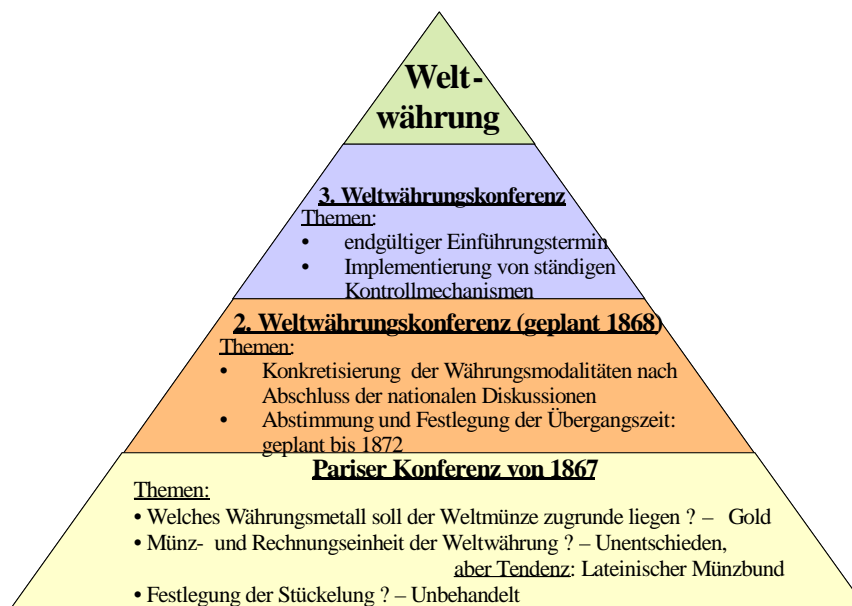 Welt-
währung
3. Weltwährungskonferenz
Themen:
• endgültiger Einführungstermin
• Implementierung von ständigen
Kontrollmechanismen
2. Weltwährungskonferenz (geplant 1868)
Themen:
• Konkretisierung der Währungsmodalitäten nach
Abschluss der nationalen Diskussionen
• Abstimmung und Festlegung der Übergangszeit:
geplant bis 1872
Pariser Konferenz von 1867
Themen:
• Welches Währungsmetall soll der Weltmünze zugrunde liegen ? – Gold
• Münz- und Rechnungseinheit der Weltwährung ? – Unentschieden,
aber Tendenz: Lateinischer Münzbund
• Festlegung der Stückelung ? – Unbehandelt